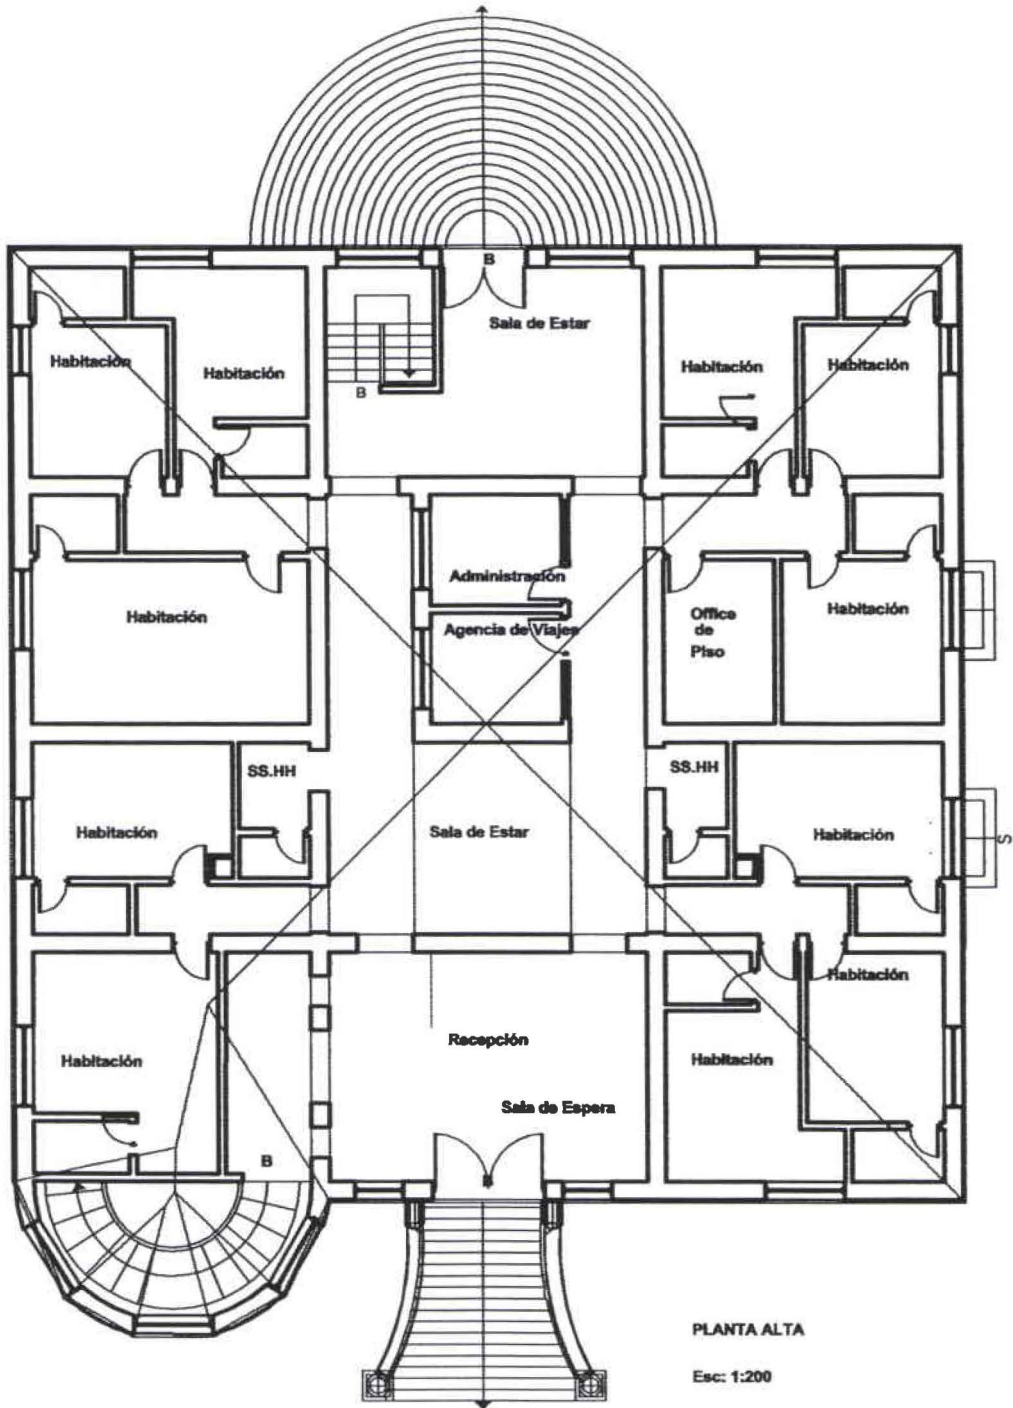 B
Sala de Estar
Habitación
Habitación
Habitación
Habitación
B
Administración
Agencia de Viajes
Habitación
Office
de
Piso
Habitación
SS.HH
SS.HH
Habitación
Sala de Estar
Habitación
S
Habitación
Recepción
Habitación
Habitación
Sala de Espera
B
B
PLANTA ALTA
Esc: 1:200